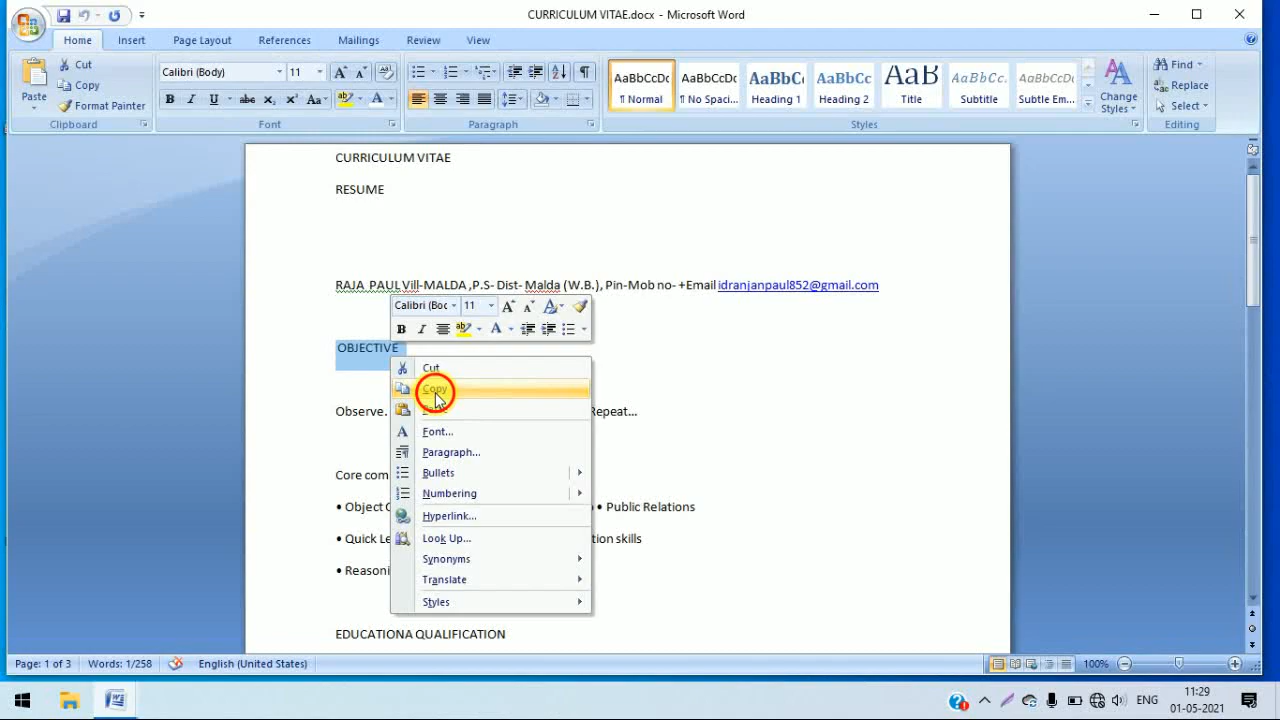 CURRICULUM VITAE.docx - Microsoft Word
Home Insert Page Layout References Mailings Review View
Paste
Cut
Copy
Format Painter
Clipboard
Calibri (Body) 11
B I U abc X₂ X² Aa
Font
Paragraph
AaBbCcDc AaBbCcDc AaBbC AaBbCc AaB AaBbCc. AaBbCcDc
¶ Normal ¶ No Spaci... Heading 1 Heading 2 Title Subtitle Subtle Em...
Change Styles
Styles
Find
Replace
Select
Editing
CURRICULUM VITAE
RESUME
RAJA PAUL Vill-MALDA ,P.S- Dist- Malda (W.B.), Pin-Mob no- +Email idranjanpaul852@gmail.com
Calibri (Boc 11
B I
OBJECTIVE
Cut
Copy
Observe. Repeat...
Font...
Paragraph...
Core com
Bullets
Numbering
• Object • Public Relations
Hyperlink...
• Quick Le tion skills
Look Up...
Synonyms
• Reasoni
Translate
Styles
EDUCATIONA QUALIFICATION
Page: 1 of 3 Words: 1/258 English (United States) 100%
ENG 11:29
01-05-2021